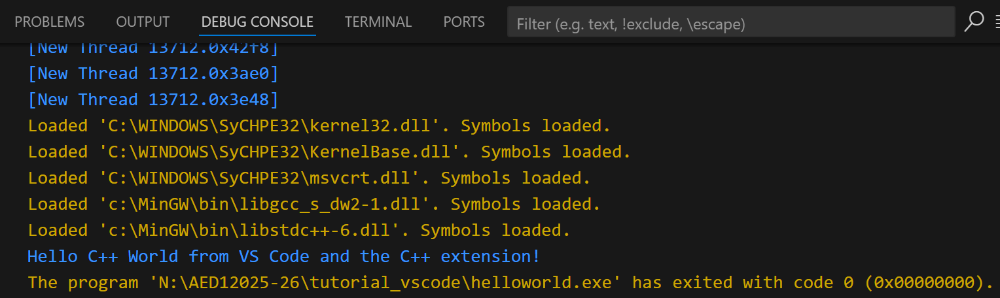 PROBLEMS OUTPUT DEBUG CONSOLE TERMINAL PORTS Filter (e.g. text, !exclude, \escape)
[New Thread 13712.0x42f8]
[New Thread 13712.0x3ae0]
[New Thread 13712.0x3e48]
Loaded 'C:\WINDOWS\SyCHPE32\kernel32.dll'. Symbols loaded.
Loaded 'C:\WINDOWS\SyCHPE32\KernelBase.dll'. Symbols loaded.
Loaded 'C:\WINDOWS\SyCHPE32\msvcrt.dll'. Symbols loaded.
Loaded 'c:\MinGW\bin\libgcc_s_dw2-1.dll'. Symbols loaded.
Loaded 'c:\MinGW\bin\libstdc++-6.dll'. Symbols loaded.
Hello C++ World from VS Code and the C++ extension!
The program 'N:\AED12025-26\tutorial_vscode\helloworld.exe' has exited with code 0 (0x00000000).